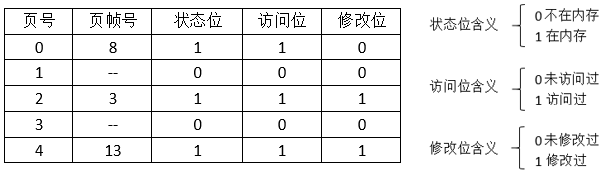 页号 页帧号 状态位 访问位 修改位
0 8 1 1 0
1 -- 0 0 0
2 3 1 1 1
3 -- 0 0 0
4 13 1 1 1
状态位含义
0 不在内存
1 在内存
访问位含义
0 未访问过
1 访问过
修改位含义
0 未修改过
1 修改过